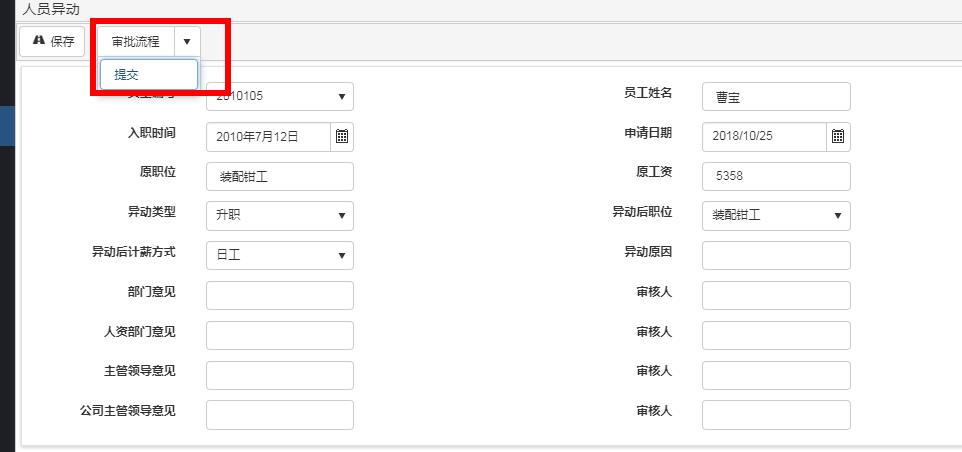 人员异动
保存 审批流程
提交
2010105 员工姓名 曹宝
入职时间 2010年7月12日 申请日期 2018/10/25
原职位 装配钳工 原工资 5358
异动类型 升职 异动后职位 装配钳工
异动后计薪方式 日工 异动原因
部门意见 审核人
人资部门意见 审核人
主管领导意见 审核人
公司主管领导意见 审核人